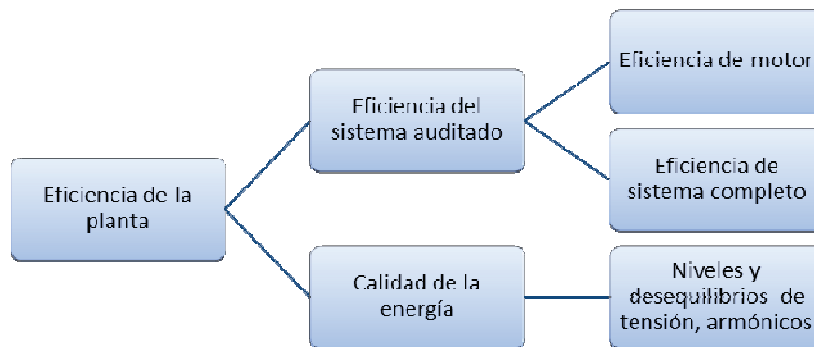 Eficiencia de la
planta
Eficiencia del
sistema auditado
Calidad de la
energía
Eficiencia de motor
Eficiencia de
sistema completo
Niveles y
desequilibrios de
tensión, armónicos